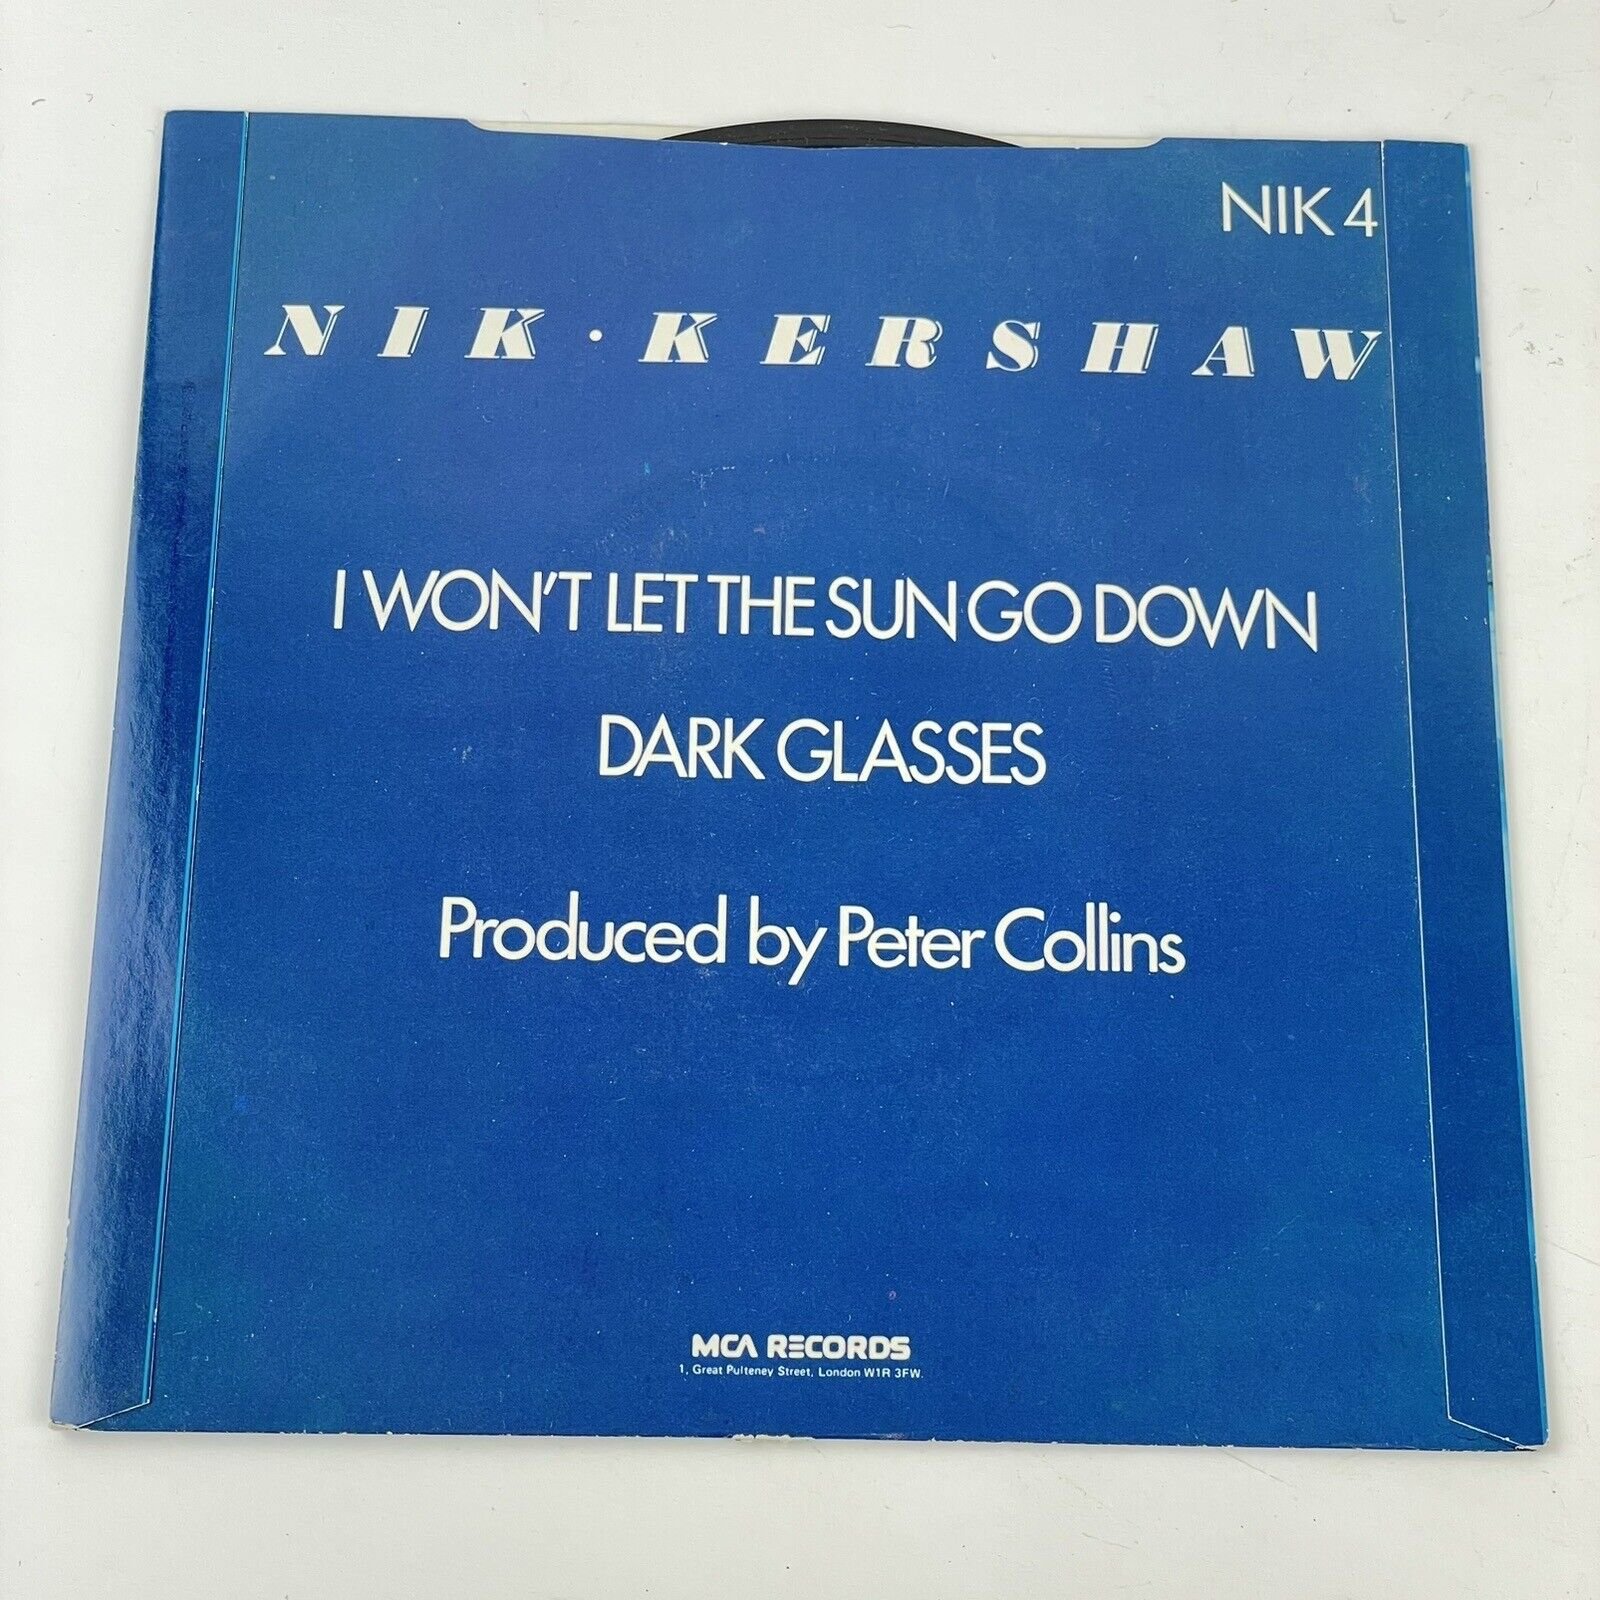 NIK 4
NIK · KERSHAW
I WON'T LET THE SUN GO DOWN
DARK GLASSES
Produced by Peter Collins
MCA RECORDS
1, Great Pulteney Street, London W1R 3FW.